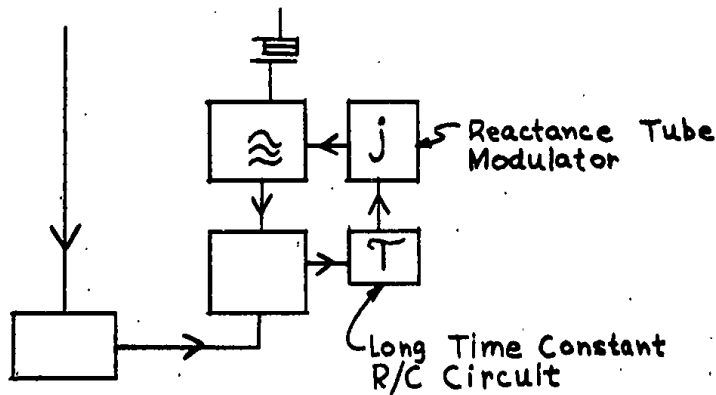 j
Reactance Tube
Modulator
T
Long Time Constant
R/C Circuit